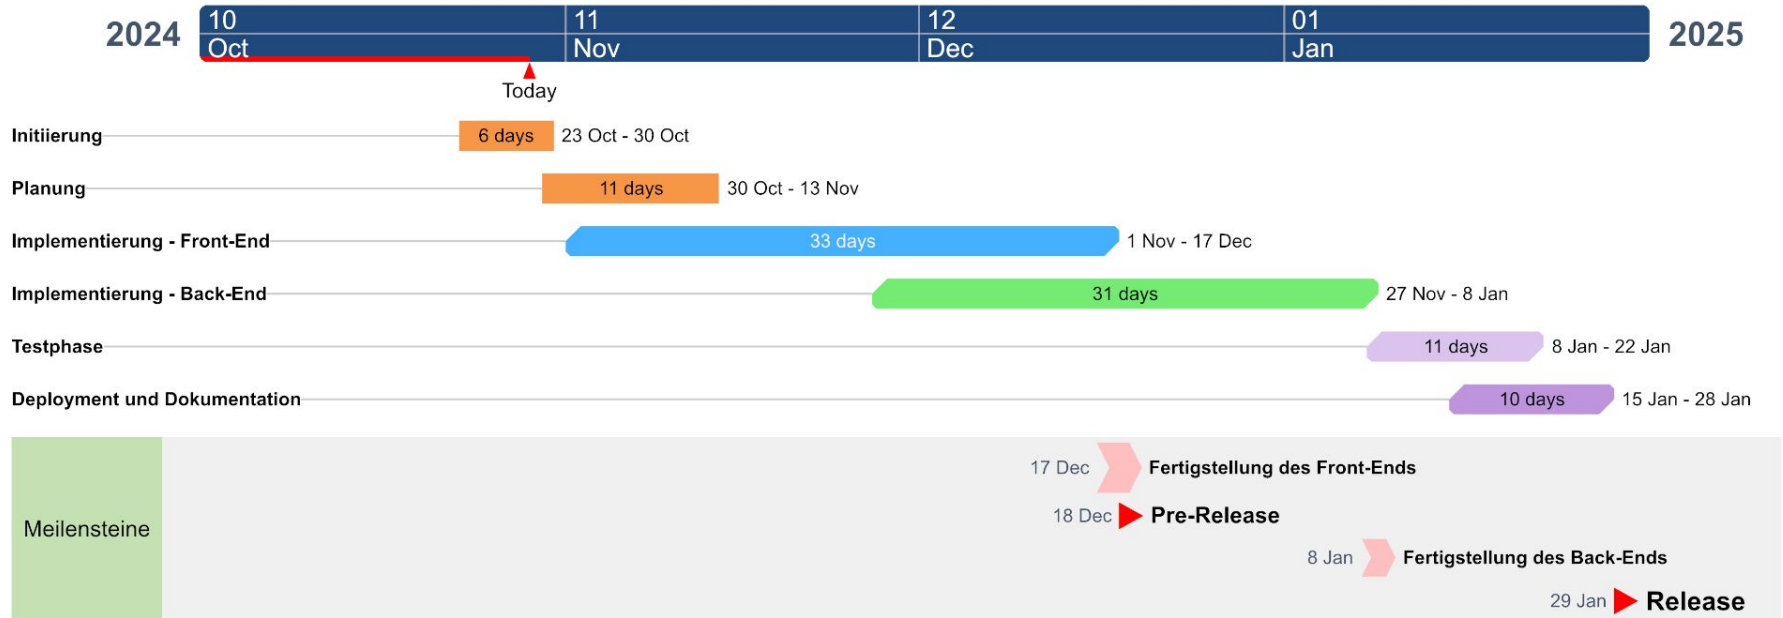 2024
10
11
12
01
2025
Oct
Nov
Dec
Jan
Today
Initiierung
6 days
23 Oct - 30 Oct
Planung
11 days
30 Oct - 13 Nov
Implementierung - Front-End
33 days
1 Nov - 17 Dec
Implementierung - Back-End
31 days
27 Nov - 8 Jan
Testphase
11 days
8 Jan - 22 Jan
Deployment und Dokumentation
10 days
15 Jan - 28 Jan
Meilensteine
17 Dec
Fertigstellung des Front-Ends
18 Dec
Pre-Release
8 Jan
Fertigstellung des Back-Ends
29 Jan
Release